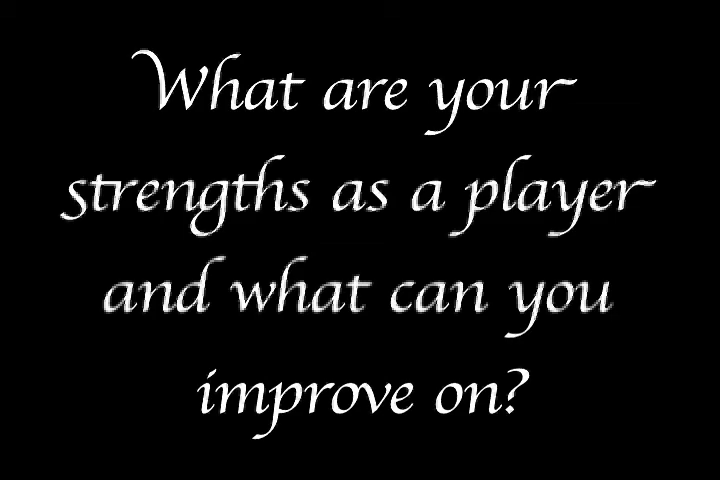 What are your
strengths as a player
and what can you
improve on?